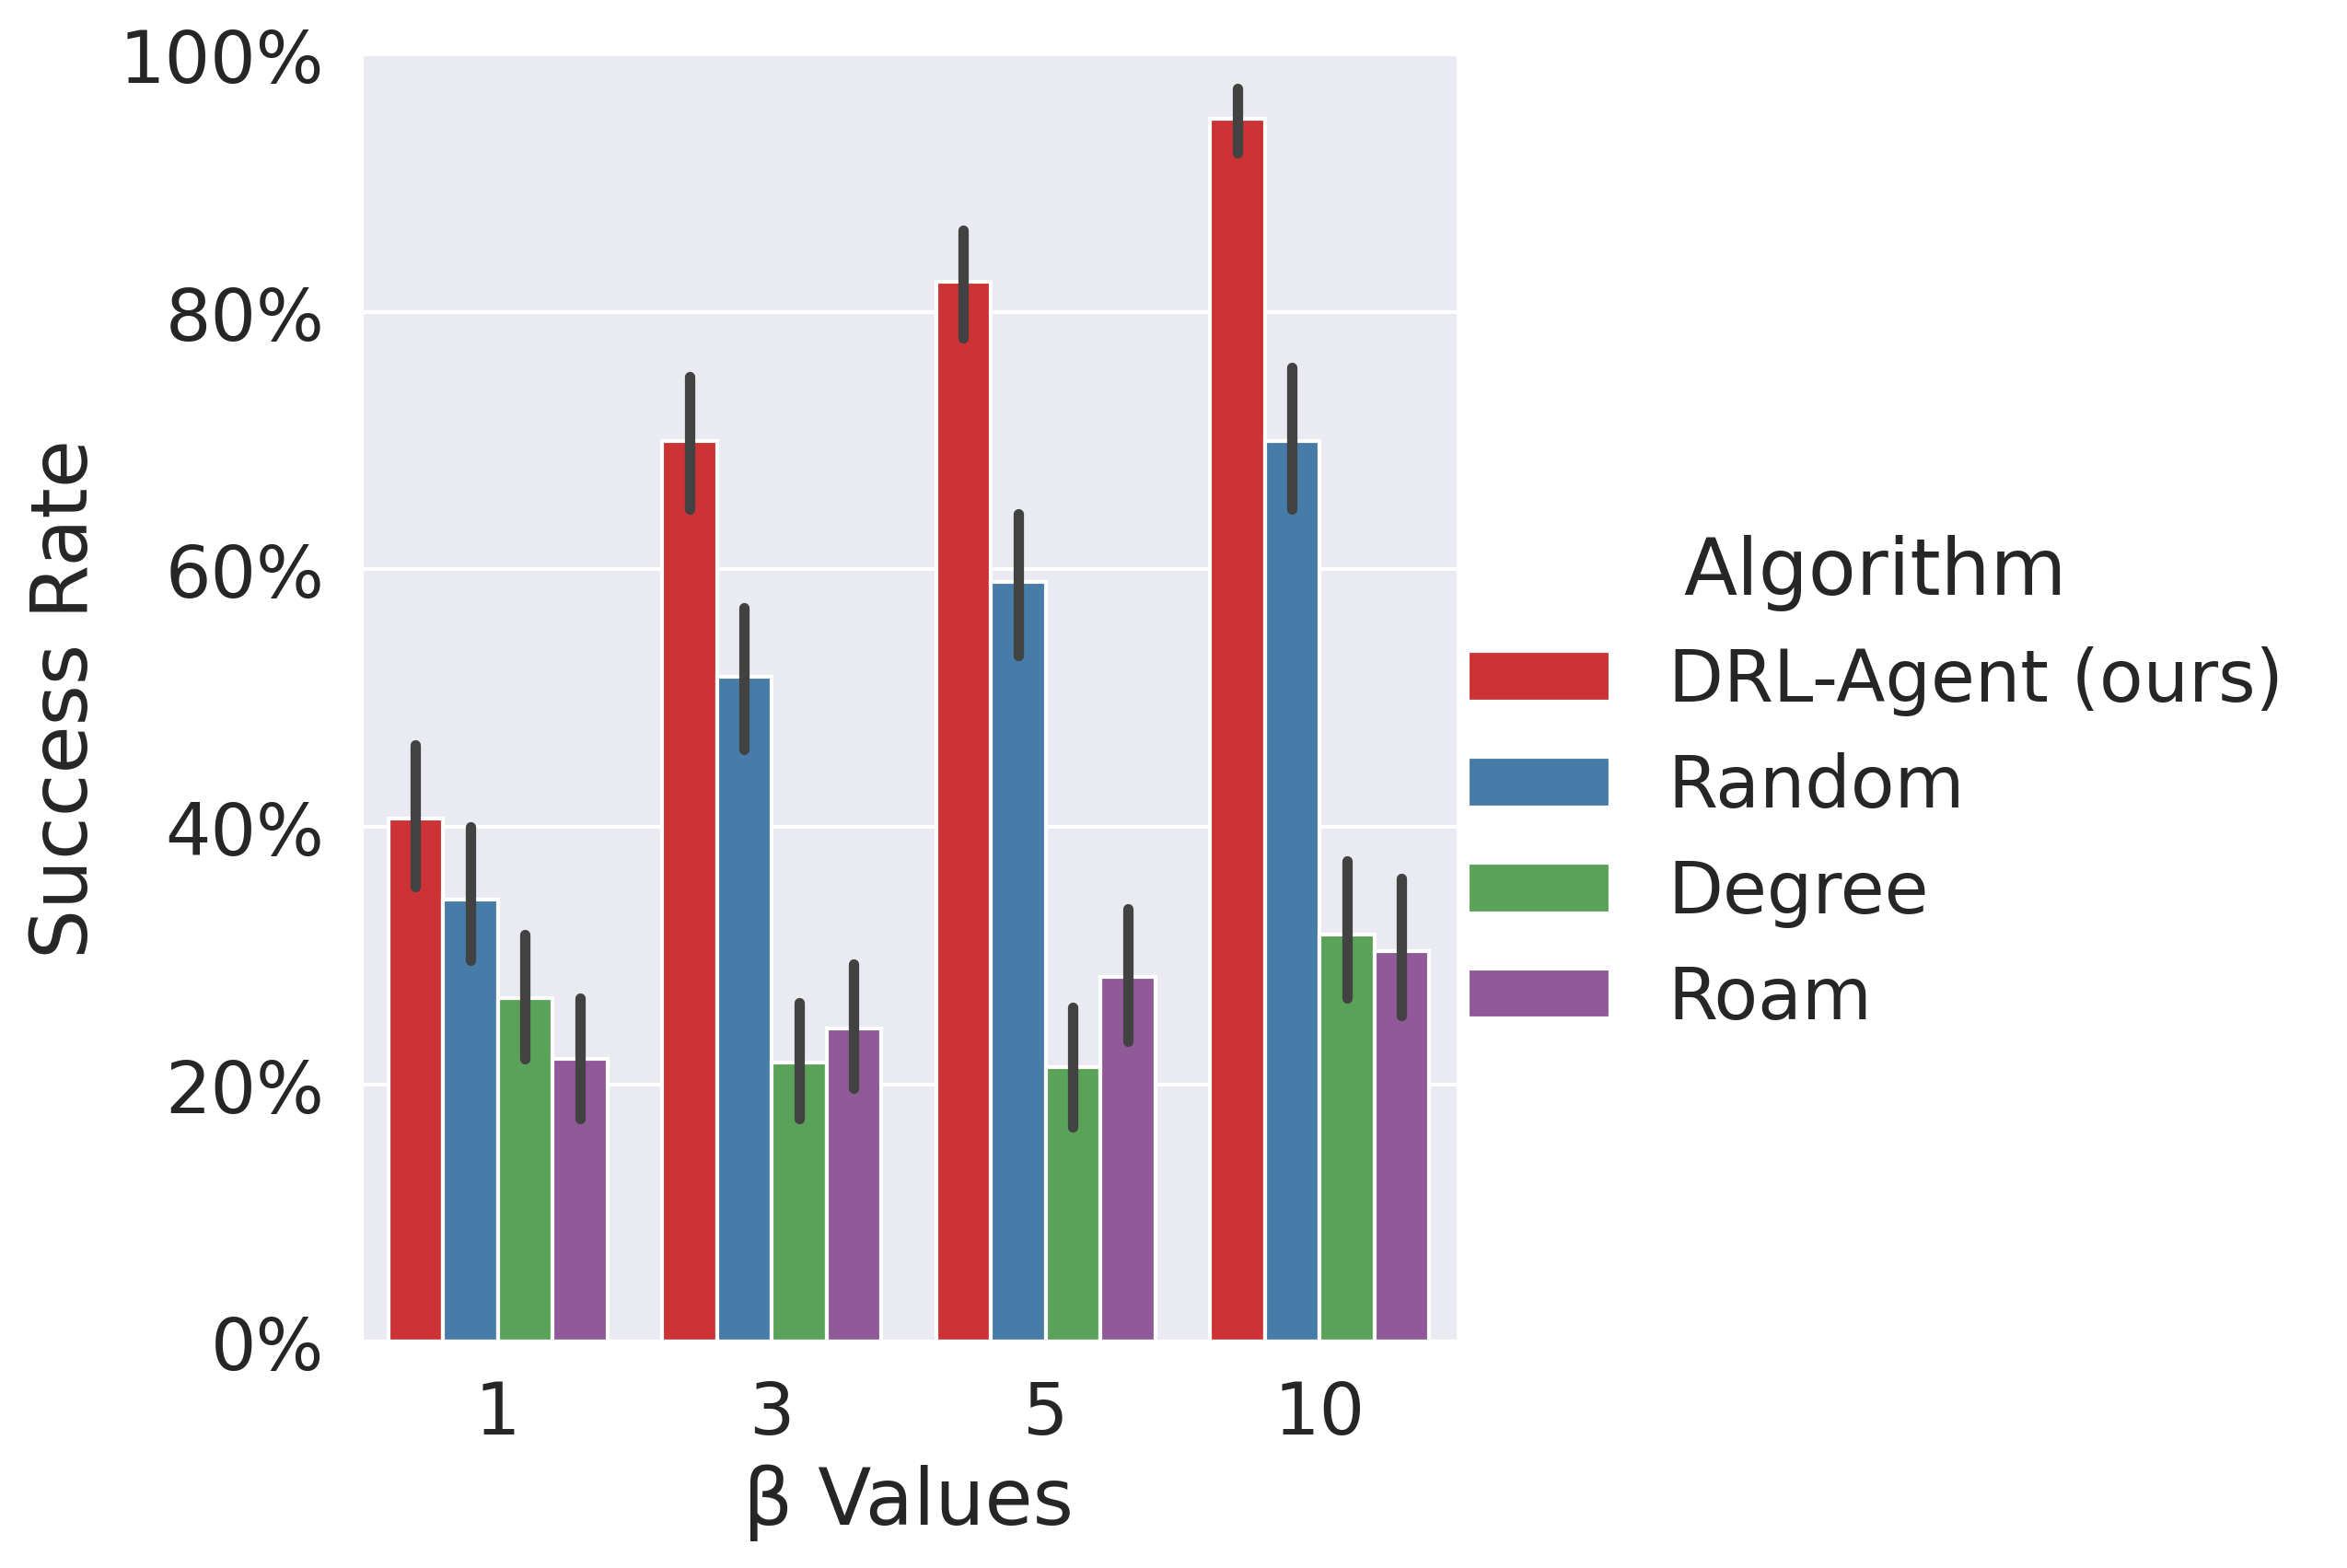 100%
80%
60%
40%
20%
0%
Success Rate
1 3 5 10
β Values
Algorithm
DRL-Agent (ours)
Random
Degree
Roam